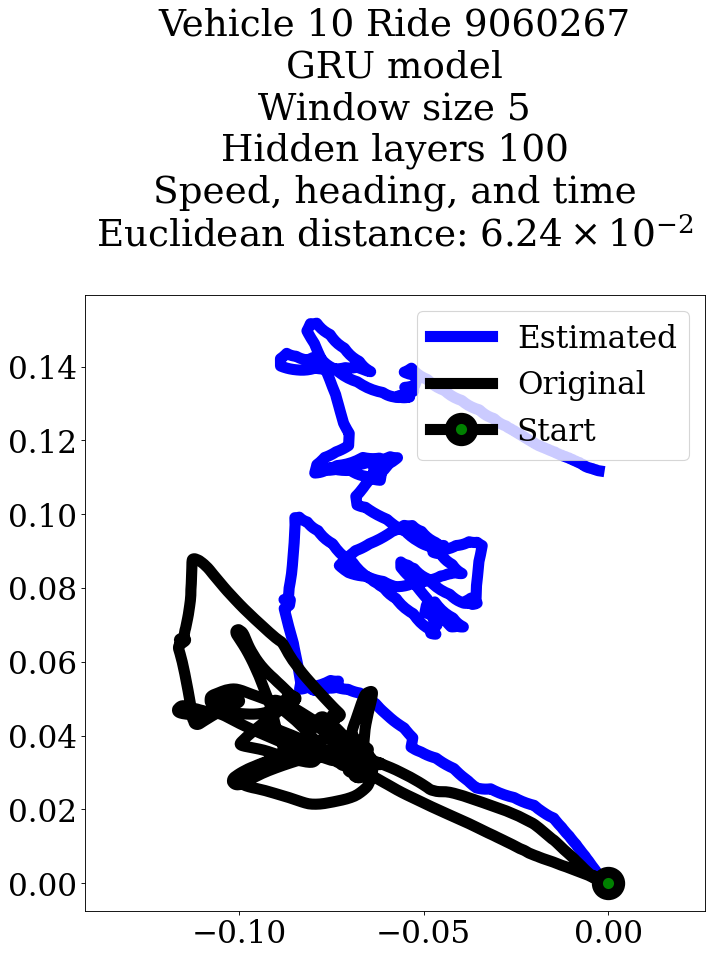 Vehicle 10 Ride 9060267
GRU model
Window size 5
Hidden layers 100
Speed, heading, and time
Euclidean distance: 6.24 × 10⁻²
Estimated
Original
Start
0.14
0.12
0.10
0.08
0.06
0.04
0.02
0.00
−0.10 −0.05 0.00